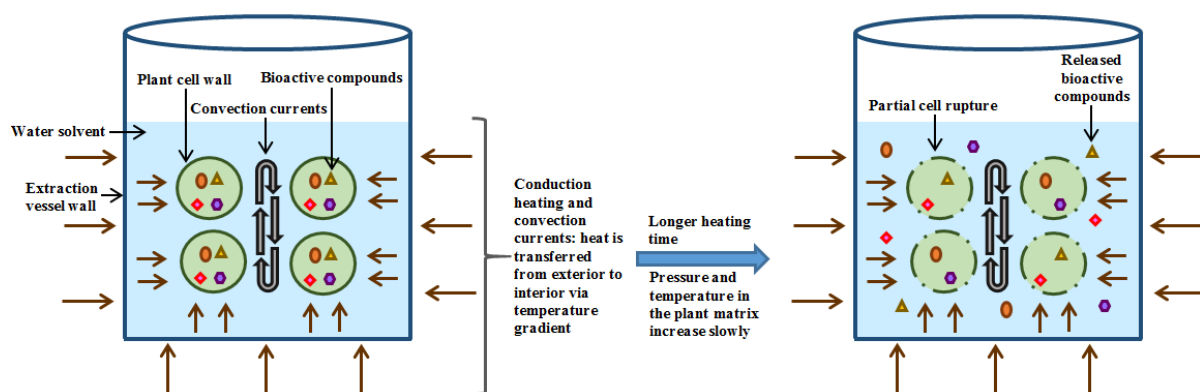 Plant cell wall
Bioactive compounds
Convection currents
Water solvent
Extraction
vessel wall
Conduction
heating and
convection
currents: heat is
transferred
from exterior to
interior via
temperature
gradient
Longer heating
time
Pressure and
temperature in
the plant matrix
increase slowly
Partial cell rupture
Released
bioactive
compounds